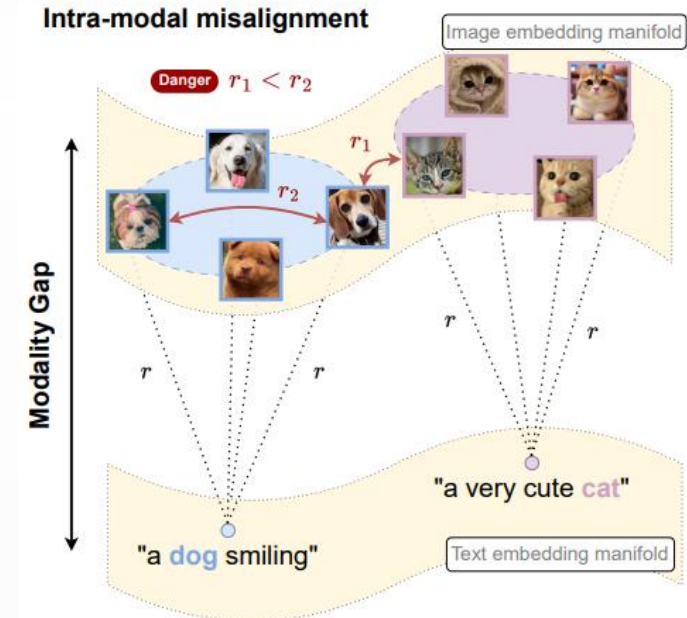 Intra-modal misalignment
Image embedding manifold
Danger r₁ < r₂
r₁
r₂
Modality Gap
r
r
r
r
"a very cute cat"
"a dog smiling"
Text embedding manifold